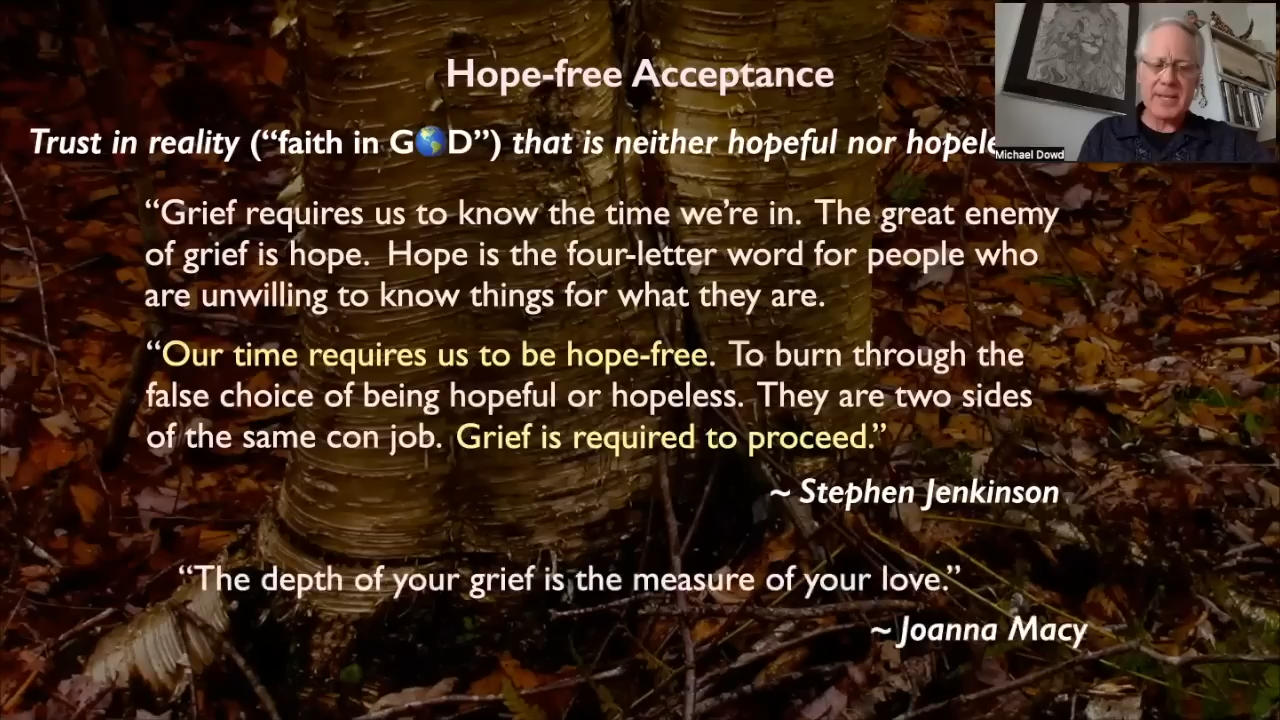 Hope-free Acceptance
Trust in reality (“faith in G🌎D”) that is neither hopeful nor hopele
Michael Dowd
“Grief requires us to know the time we’re in. The great enemy
of grief is hope. Hope is the four-letter word for people who
are unwilling to know things for what they are.
“Our time requires us to be hope-free. To burn through the
false choice of being hopeful or hopeless. They are two sides
of the same con job. Grief is required to proceed.”
~ Stephen Jenkinson
“The depth of your grief is the measure of your love.”
~ Joanna Macy